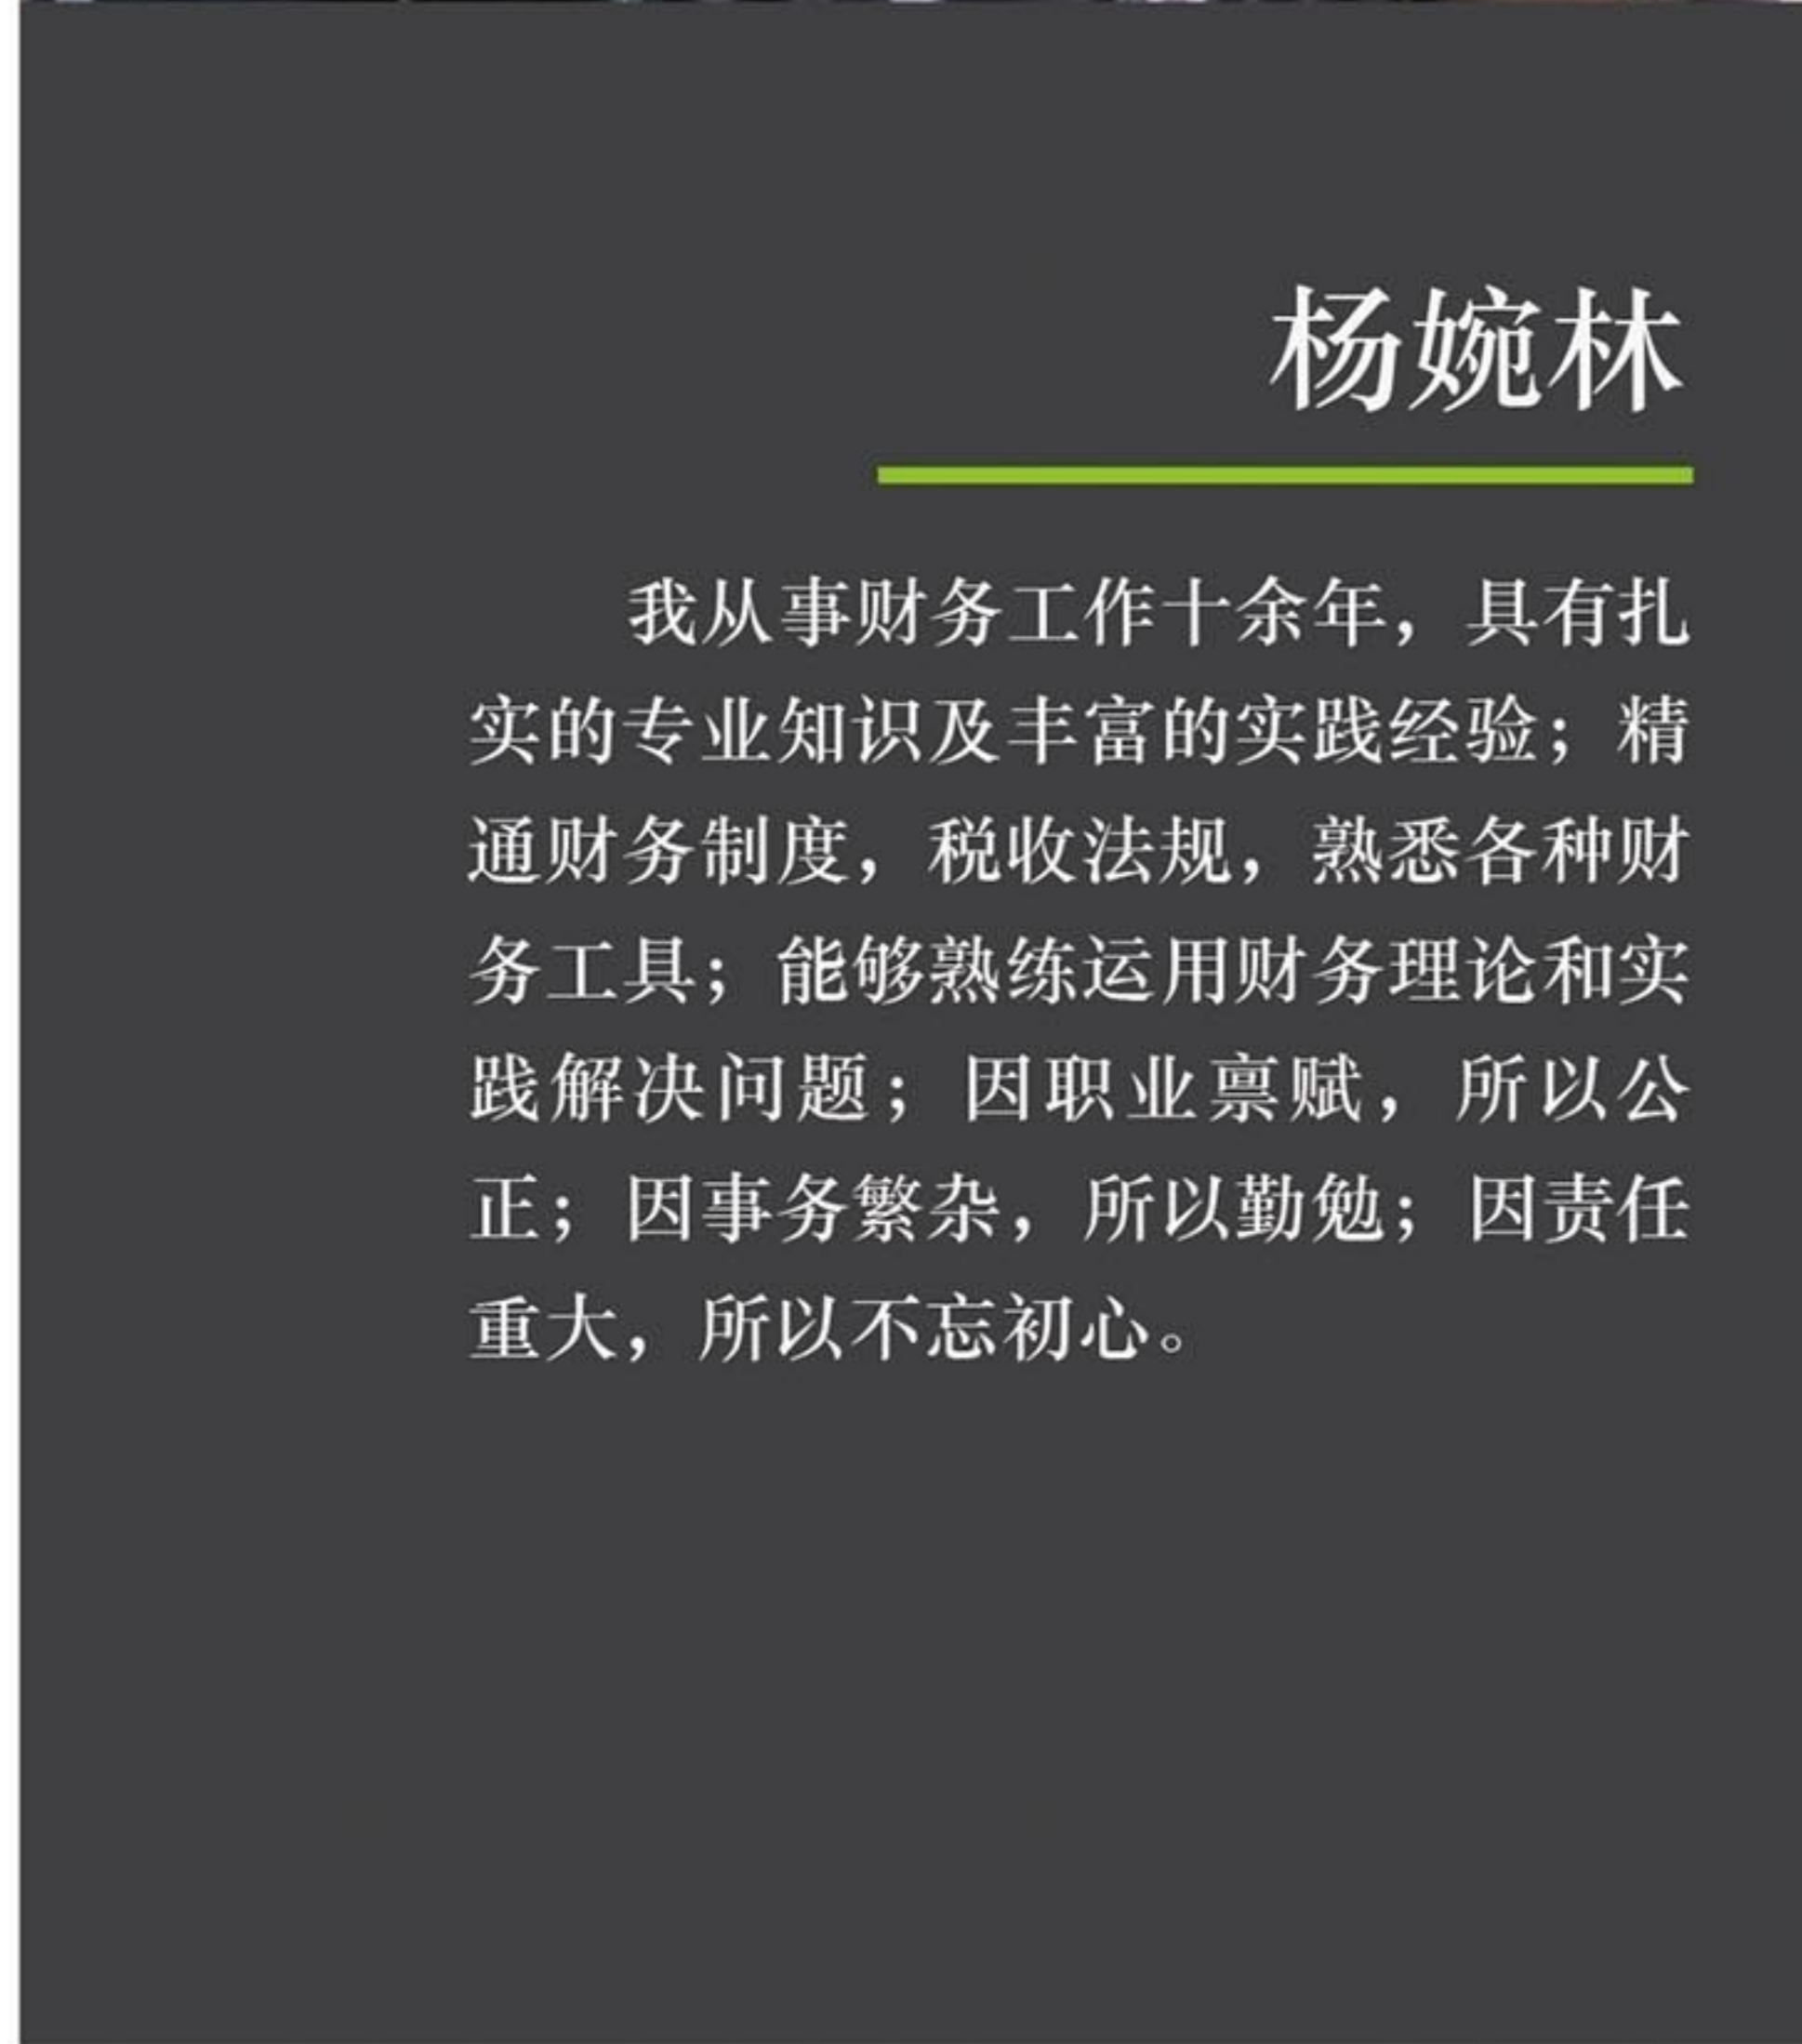 杨婉林
我从事财务工作十余年，具有扎
实的专业知识及丰富的实践经验；精
通财务制度，税收法规，熟悉各种财
务工具；能够熟练运用财务理论和实
践解决问题；因职业禀赋，所以公
正；因事务繁杂，所以勤勉；因责任
重大，所以不忘初心。